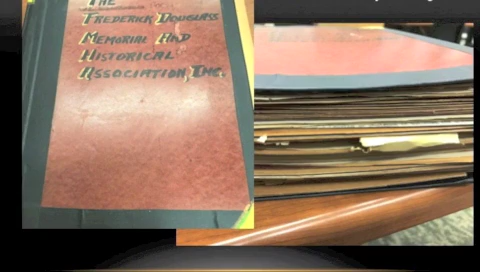 THE
FREDERICK DOUGLASS
MEMORIAL AND
HISTORICAL
ASSOCIATION, INC.